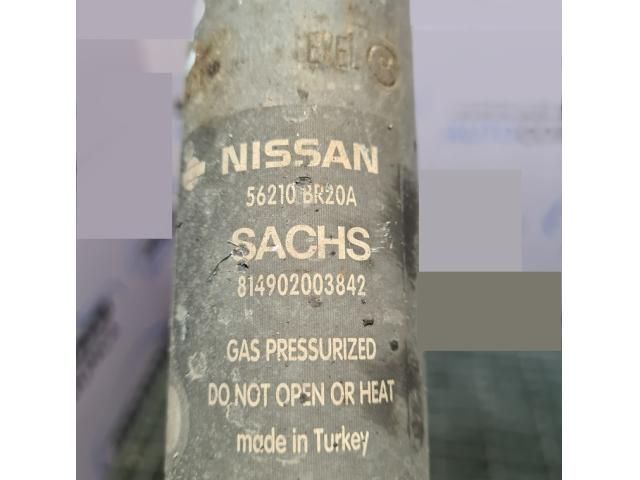 NISSAN
56210 BR20A
SACHS
814902003842
GAS PRESSURIZED
DO NOT OPEN OR HEAT
made in Turkey